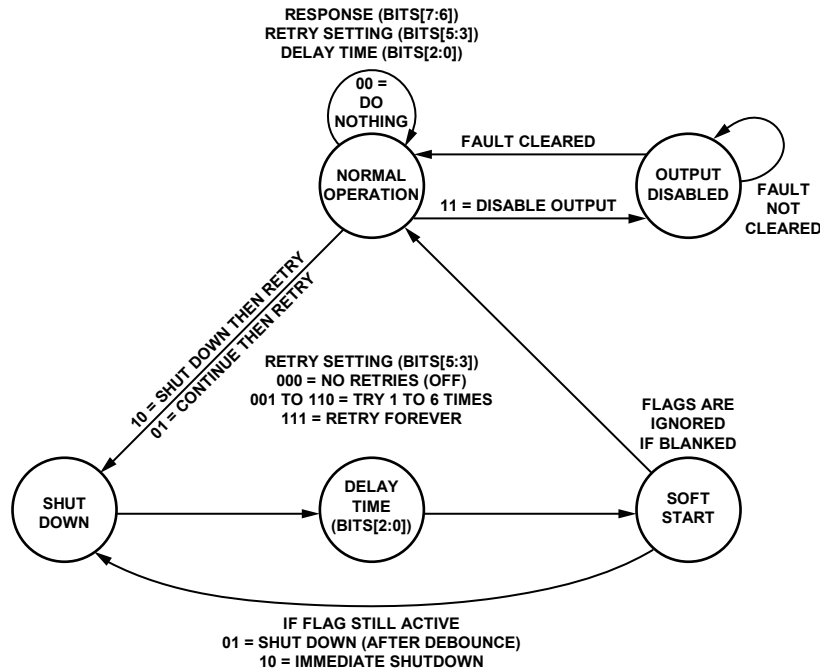 RESPONSE (BITS[7:6])
RETRY SETTING (BITS[5:3])
DELAY TIME (BITS[2:0])
00 =
DO
NOTHING
NORMAL
OPERATION
FAULT CLEARED
11 = DISABLE OUTPUT
OUTPUT
DISABLED
FAULT
NOT
CLEARED
10 = SHUT DOWN THEN RETRY
01 = CONTINUE THEN RETRY
RETRY SETTING (BITS[5:3])
000 = NO RETRIES (OFF)
001 TO 110 = TRY 1 TO 6 TIMES
111 = RETRY FOREVER
FLAGS ARE
IGNORED
IF BLANKED
SHUT
DOWN
DELAY
TIME
(BITS[2:0])
SOFT
START
IF FLAG STILL ACTIVE
01 = SHUT DOWN (AFTER DEBOUNCE)
10 = IMMEDIATE SHUTDOWN